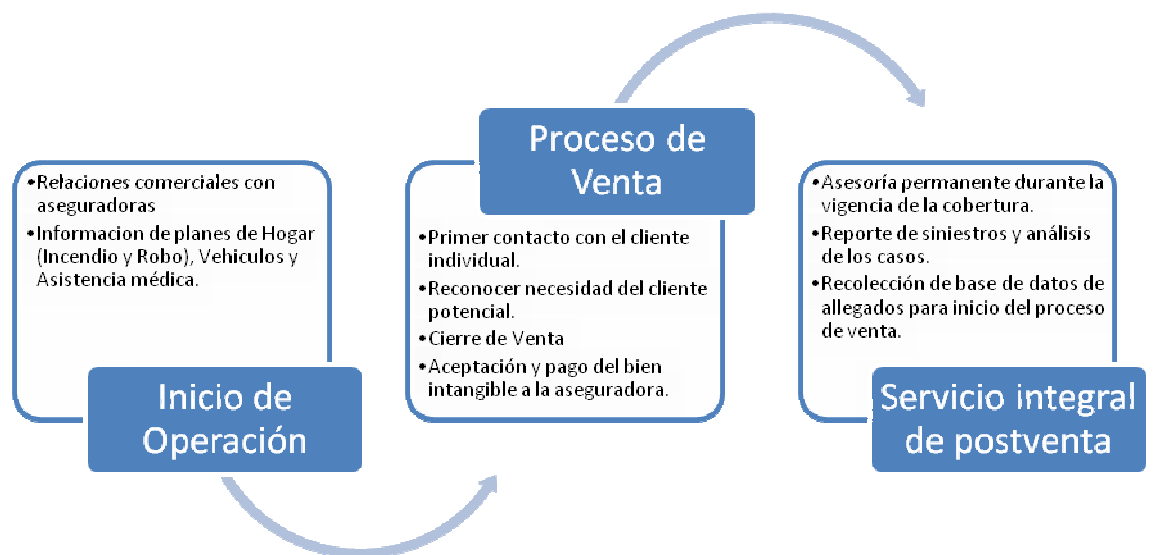 •Relaciones comerciales con
aseguradoras
•Informacion de planes de Hogar
(Incendio y Robo), Vehiculos y
Asistencia médica.
Inicio de
Operación
Proceso de
Venta
•Primer contacto con el cliente
individual.
•Reconocer necesidad del cliente
potencial.
•Cierre de Venta
•Aceptación y pago del bien
intangible a la aseguradora.
•Asesoría permanente durante la
vigencia de la cobertura.
•Reporte de siniestros y análisis
de los casos.
•Recolección de base de datos de
allegados para inicio del proceso
de venta.
Servicio integral
de postventa